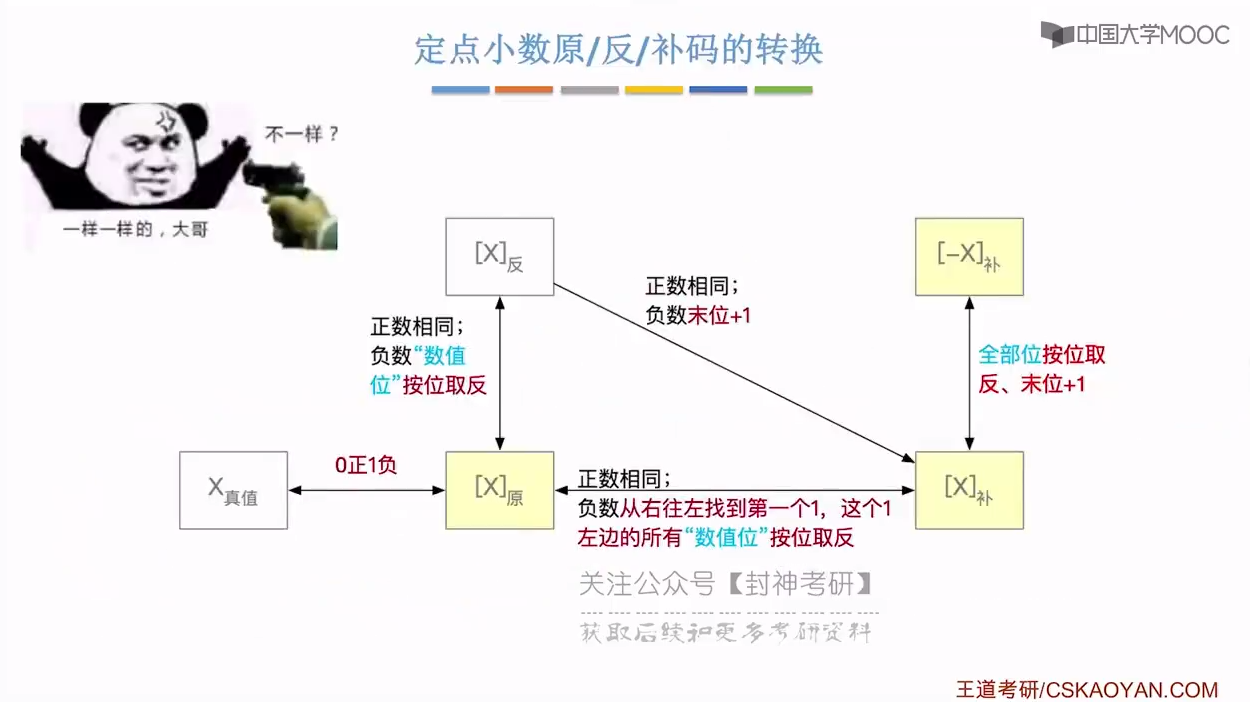 定点小数原/反/补码的转换
中国大学MOOC
不一样？
一样一样的，大哥
[X]反
[-X]补
正数相同；
负数末位+1
正数相同；
负数“数值
位”按位取反
全部位按位取
反、末位+1
X真值
0正1负
[X]原
正数相同；
负数从右往左找到第一个1，这个1
左边的所有“数值位”按位取反
[X]补
关注公众号【封神考研】
获取后续和更多考研资料
王道考研/CSKAOYAN.COM